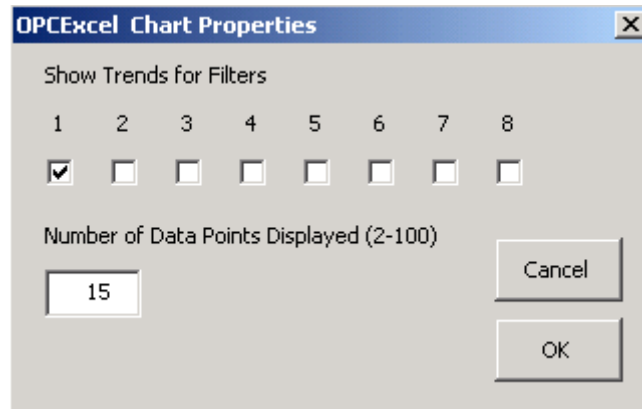 OPCExcel Chart Properties
Show Trends for Filters
1 2 3 4 5 6 7 8
Number of Data Points Displayed (2-100)
15
Cancel
OK